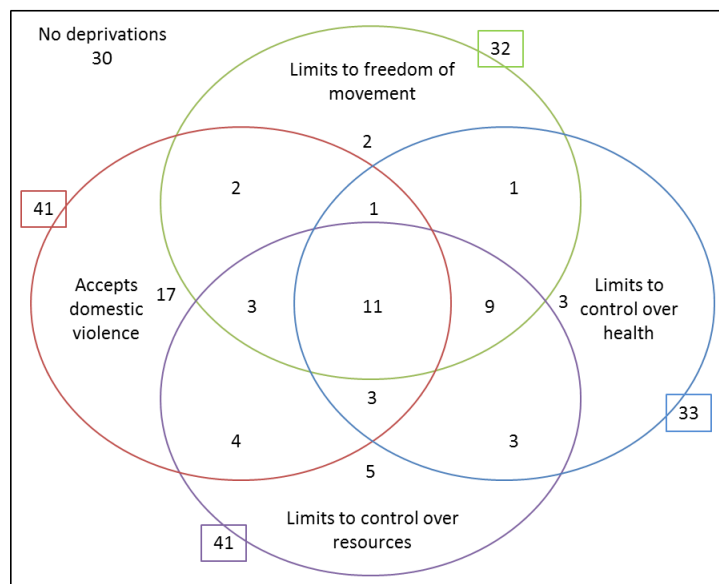 No deprivations
30
32
Limits to freedom of
movement
2
2
1
1
41
Accepts
domestic
violence
17
3
11
9
3
Limits to
control over
health
3
33
4
3
5
Limits to control over
resources
41